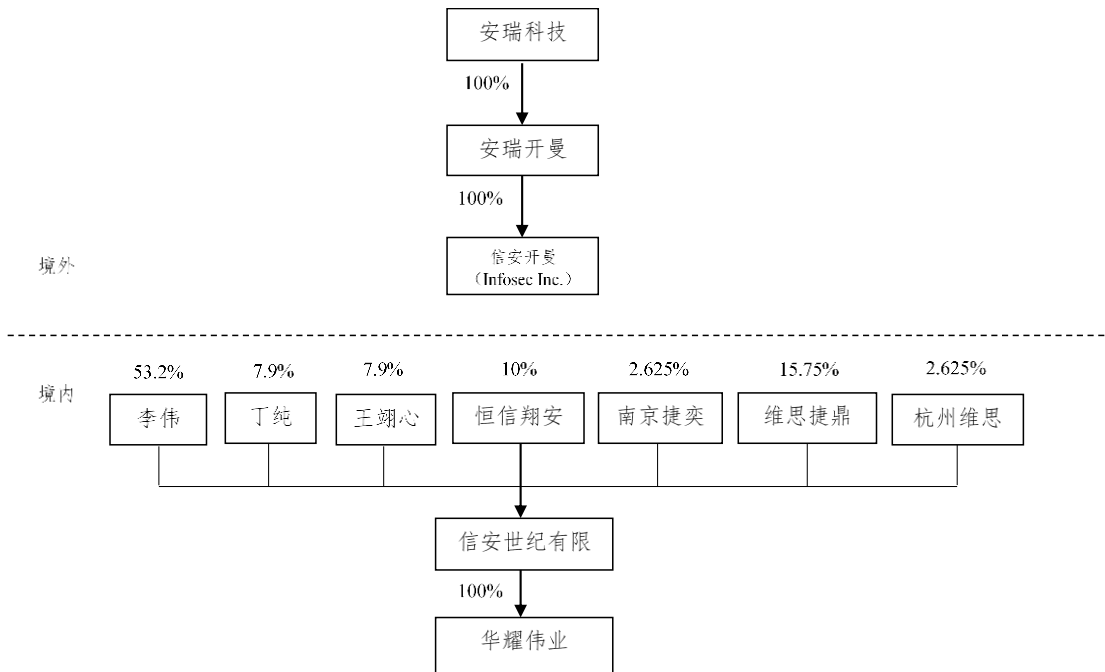 安瑞科技
100%
安瑞开曼
100%
信安开曼
（Infosec Inc.）
境外
53.2%
7.9%
7.9%
10%
2.625%
15.75%
2.625%
境内
李伟
丁纯
王翊心
恒信翔安
南京捷奕
维思捷鼎
杭州维思
信安世纪有限
100%
华耀伟业